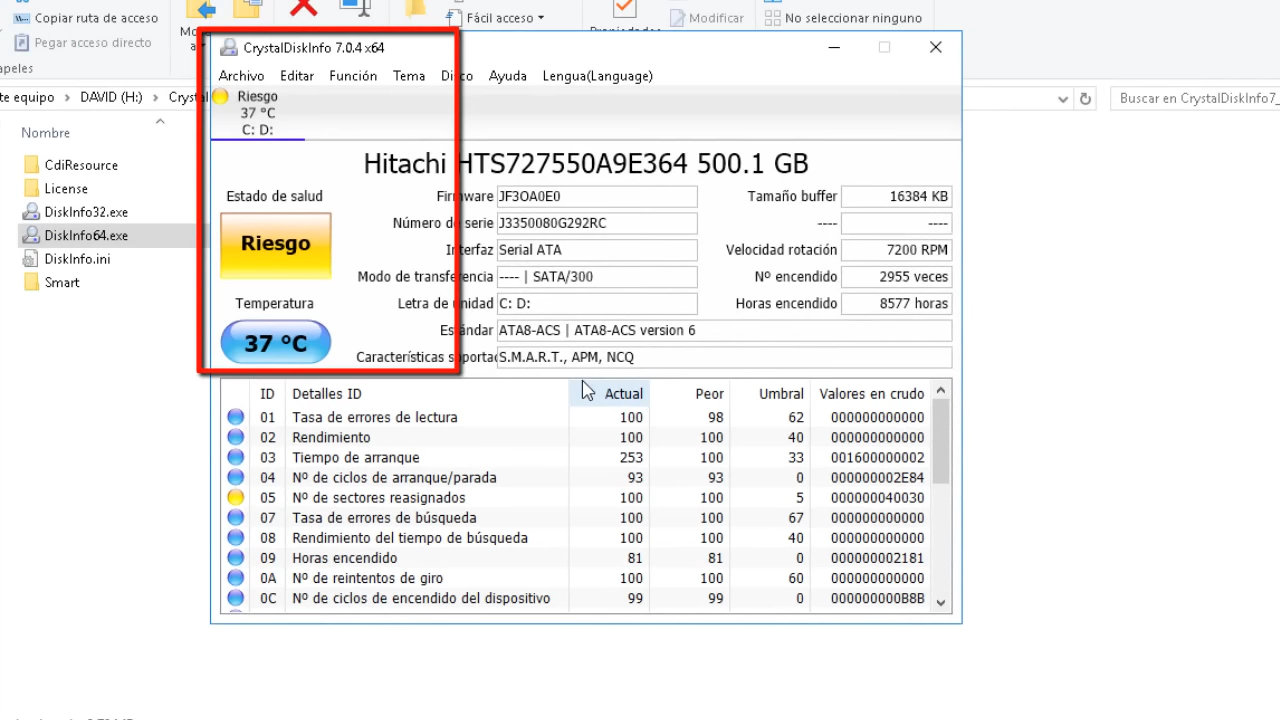 Copiar ruta de acceso
Pegar acceso directo
Fácil acceso
Modificar
No seleccionar ninguno
te equipo > DAVID (H:) > Cryst
Buscar en CrystalDiskInfo7_
Nombre
CdiResource
License
DiskInfo32.exe
DiskInfo64.exe
DiskInfo.ini
Smart
CrystalDiskInfo 7.0.4 x64
Archivo Editar Función Tema Disco Ayuda Lengua(Language)
Riesgo
37 °C
C: D:
Hitachi HTS727550A9E364 500.1 GB
Estado de salud
Riesgo
Temperatura
37 °C
Firmware JF3OA0E0 Tamaño buffer 16384 KB
Número de serie J3350080G292RC ---- ----
Interfaz Serial ATA Velocidad rotación 7200 RPM
Modo de transferencia ---- | SATA/300 Nº encendido 2955 veces
Letra de unidad C: D: Horas encendido 8577 horas
Estándar ATA8-ACS | ATA8-ACS version 6
Características soportad S.M.A.R.T., APM, NCQ
ID Detalles ID Actual Peor Umbral Valores en crudo
01 Tasa de errores de lectura 100 98 62 000000000000
02 Rendimiento 100 100 40 000000000000
03 Tiempo de arranque 253 100 33 001600000002
04 Nº de ciclos de arranque/parada 93 93 0 000000002E84
05 Nº de sectores reasignados 100 100 5 000000040030
07 Tasa de errores de búsqueda 100 100 67 000000000000
08 Rendimiento del tiempo de búsqueda 100 100 40 000000000000
09 Horas encendido 81 81 0 000000002181
0A Nº de reintentos de giro 100 100 60 000000000000
0C Nº de ciclos de encendido del dispositivo 99 99 0 000000000B8B